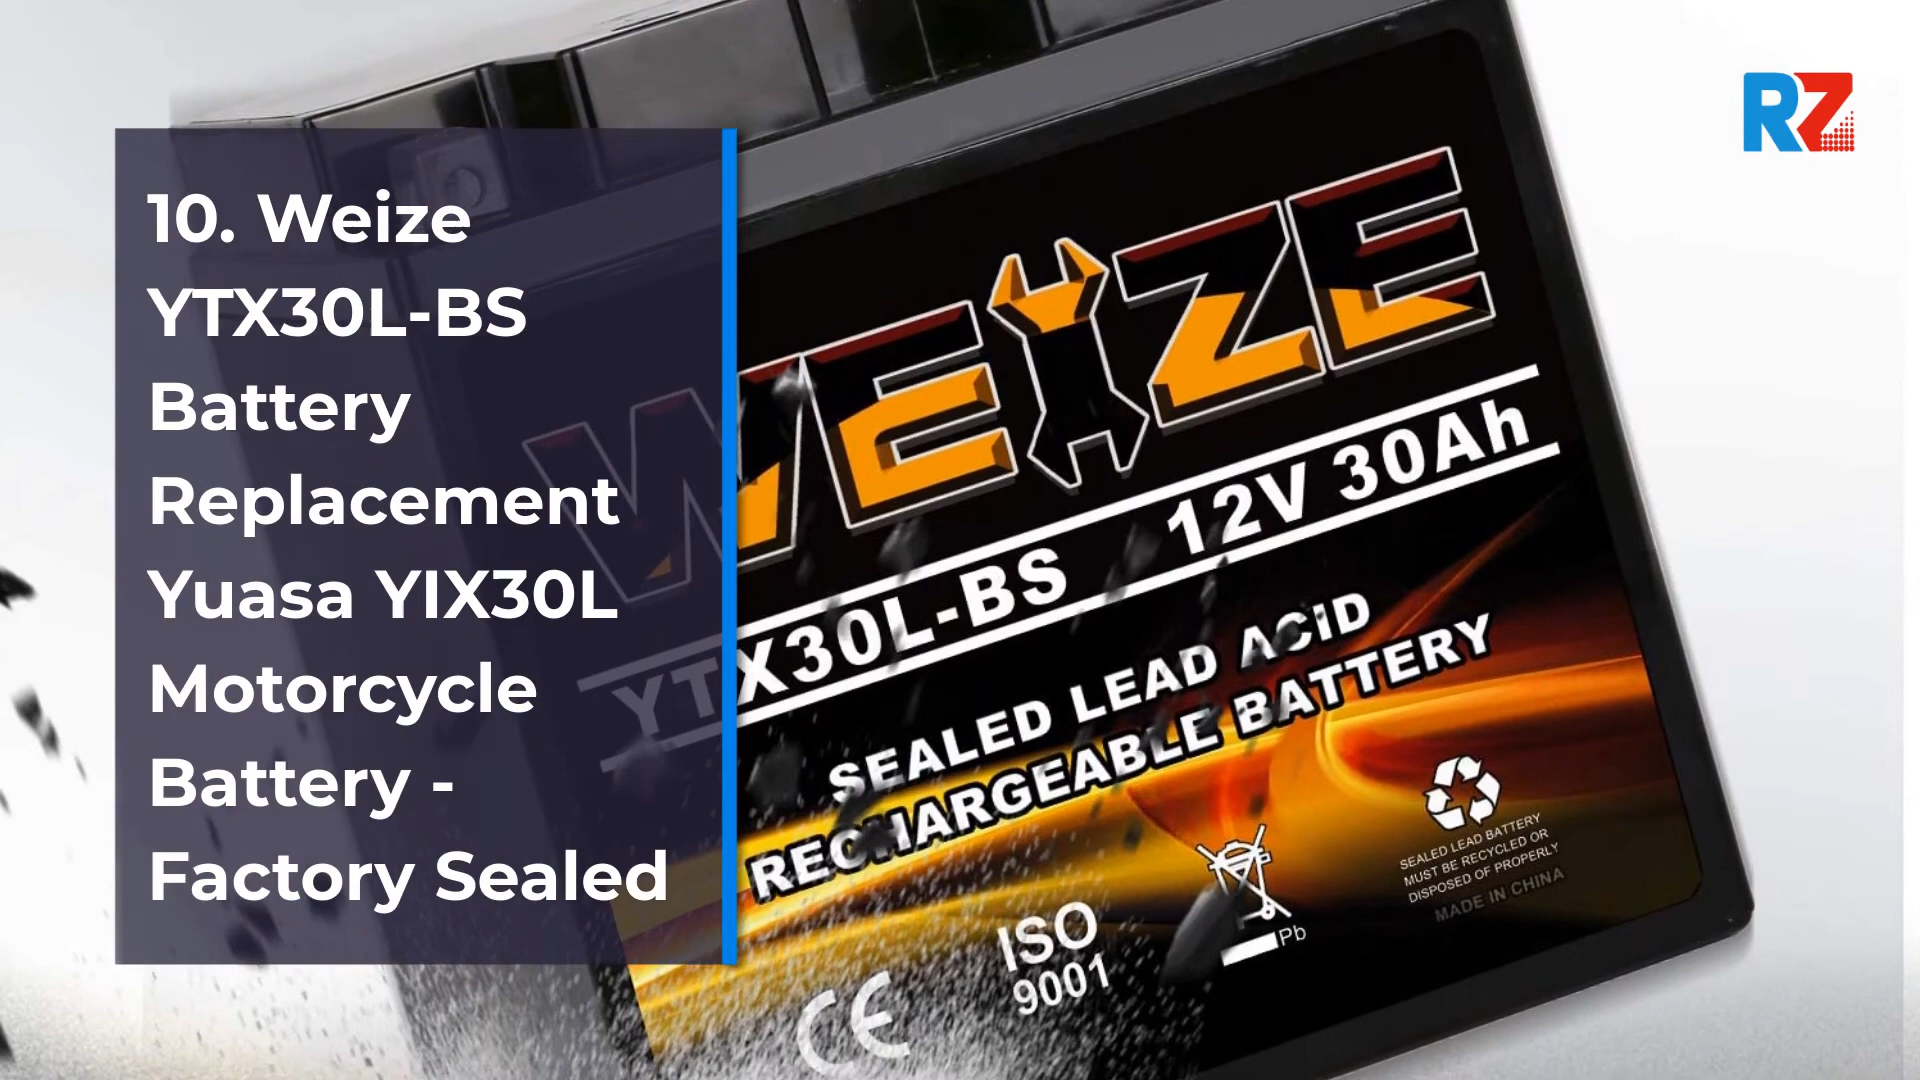 10. Weize
YTX30L-BS
Battery
Replacement
Yuasa YIX30L
Motorcycle
Battery -
Factory Sealed
RZ
WEIZE
YTX30L-BS 12V 30Ah
SEALED LEAD ACID
RECHARGEABLE BATTERY
SEALED LEAD BATTERY
MUST BE RECYCLED OR
DISPOSED OF PROPERLY
MADE IN CHINA
Pb
ISO
9001
CE